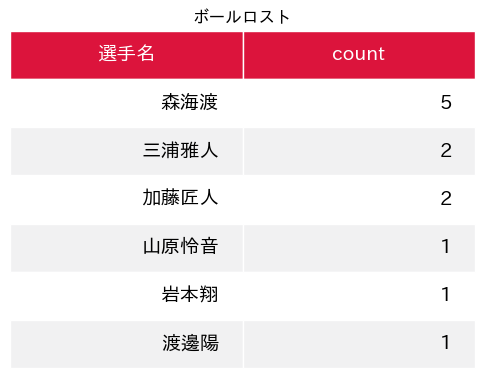 ボールロスト
選手名 count
森海渡 5
三浦雅人 2
加藤匠人 2
山原怜音 1
岩本翔 1
渡邊陽 1